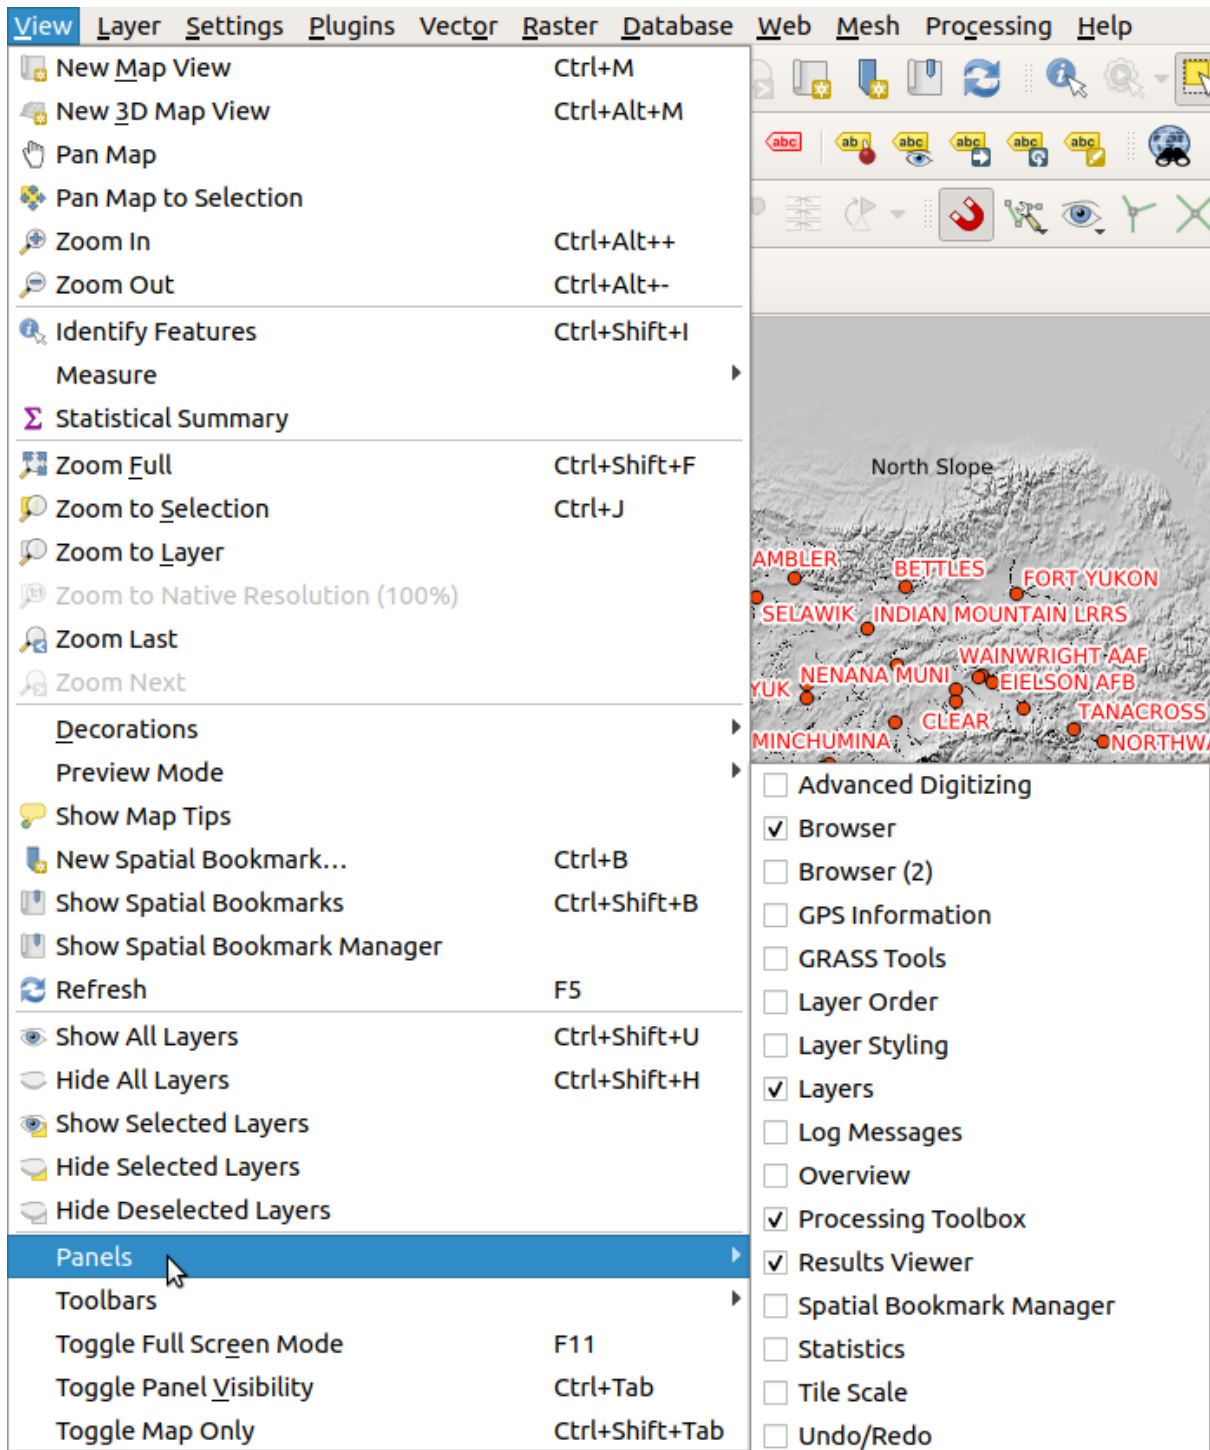 View Layer Settings Plugins Vector Raster Database Web Mesh Processing Help
New Map View Ctrl+M
New 3D Map View Ctrl+Alt+M
Pan Map
Pan Map to Selection
Zoom In Ctrl+Alt++
Zoom Out Ctrl+Alt+-
Identify Features Ctrl+Shift+I
Measure
Statistical Summary
Zoom Full Ctrl+Shift+F
Zoom to Selection Ctrl+J
Zoom to Layer
Zoom to Native Resolution (100%)
Zoom Last
Zoom Next
Decorations
Preview Mode
Show Map Tips
New Spatial Bookmark... Ctrl+B
Show Spatial Bookmarks Ctrl+Shift+B
Show Spatial Bookmark Manager
Refresh F5
Show All Layers Ctrl+Shift+U
Hide All Layers Ctrl+Shift+H
Show Selected Layers
Hide Selected Layers
Hide Deselected Layers
Panels
Toolbars
Toggle Full Screen Mode F11
Toggle Panel Visibility Ctrl+Tab
Toggle Map Only Ctrl+Shift+Tab
abc ab abc abc abc abc
North Slope
AMBLER
BETTLES
FORT YUKON
SELAWIK INDIAN MOUNTAIN LRRS
WAINWRIGHT AAF
NENANA MUNI
YUK EIELSON AFB
CLEAR TANACROSS
MINCHUMINA NORTHWA
Advanced Digitizing
Browser
Browser (2)
GPS Information
GRASS Tools
Layer Order
Layer Styling
Layers
Log Messages
Overview
Processing Toolbox
Results Viewer
Spatial Bookmark Manager
Statistics
Tile Scale
Undo/Redo